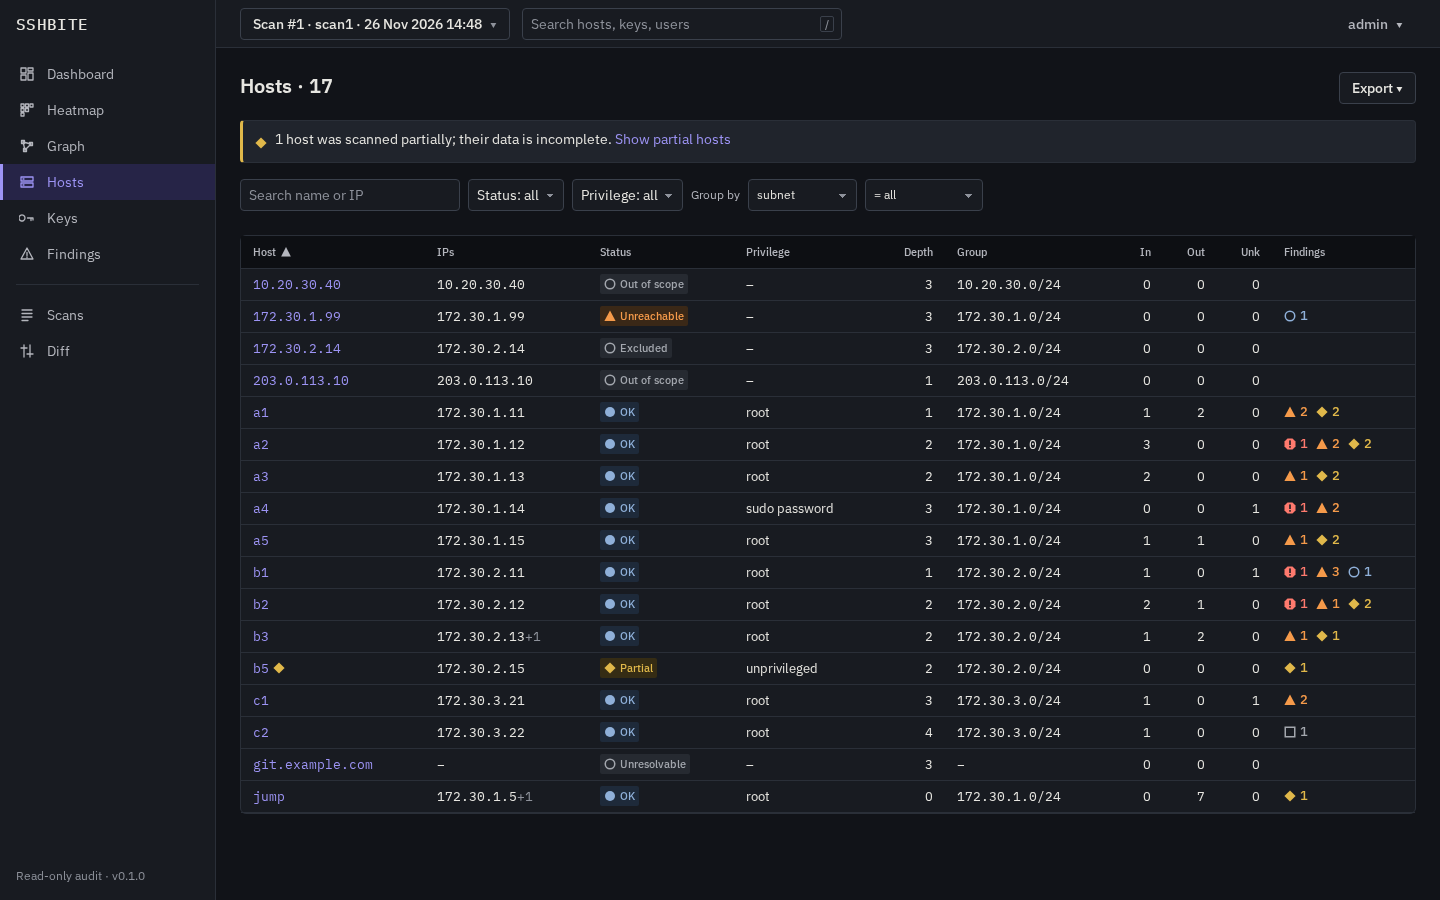 SSHBITE
Scan #1 · scan1 · 26 Nov 2026 14:48 ▾
Search hosts, keys, users /
admin ▾
Dashboard
Heatmap
Graph
Hosts
Keys
Findings
Scans
Diff
Read-only audit · v0.1.0
Hosts · 17
Export ▾
1 host was scanned partially; their data is incomplete. Show partial hosts
Search name or IP Status: all Privilege: all Group by subnet = all
Host ▲ IPs Status Privilege Depth Group In Out Unk Findings
10.20.30.40 10.20.30.40 Out of scope – 3 10.20.30.0/24 0 0 0
172.30.1.99 172.30.1.99 Unreachable – 3 172.30.1.0/24 0 0 0 1
172.30.2.14 172.30.2.14 Excluded – 3 172.30.2.0/24 0 0 0
203.0.113.10 203.0.113.10 Out of scope – 1 203.0.113.0/24 0 0 0
a1 172.30.1.11 OK root 1 172.30.1.0/24 1 2 0 2 2
a2 172.30.1.12 OK root 2 172.30.1.0/24 3 0 0 1 2 2
a3 172.30.1.13 OK root 2 172.30.1.0/24 2 0 0 1 2
a4 172.30.1.14 OK sudo password 3 172.30.1.0/24 0 0 1 1 2
a5 172.30.1.15 OK root 3 172.30.1.0/24 1 1 0 1 2
b1 172.30.2.11 OK root 1 172.30.2.0/24 1 0 1 1 3 1
b2 172.30.2.12 OK root 2 172.30.2.0/24 2 1 0 1 1 2
b3 172.30.2.13+1 OK root 2 172.30.2.0/24 1 2 0 1 1
b5 172.30.2.15 Partial unprivileged 2 172.30.2.0/24 0 0 0 1
c1 172.30.3.21 OK root 3 172.30.3.0/24 1 0 1 2
c2 172.30.3.22 OK root 4 172.30.3.0/24 1 0 0 1
git.example.com – Unresolvable – 3 – 0 0 0
jump 172.30.1.5+1 OK root 0 172.30.1.0/24 0 7 0 1